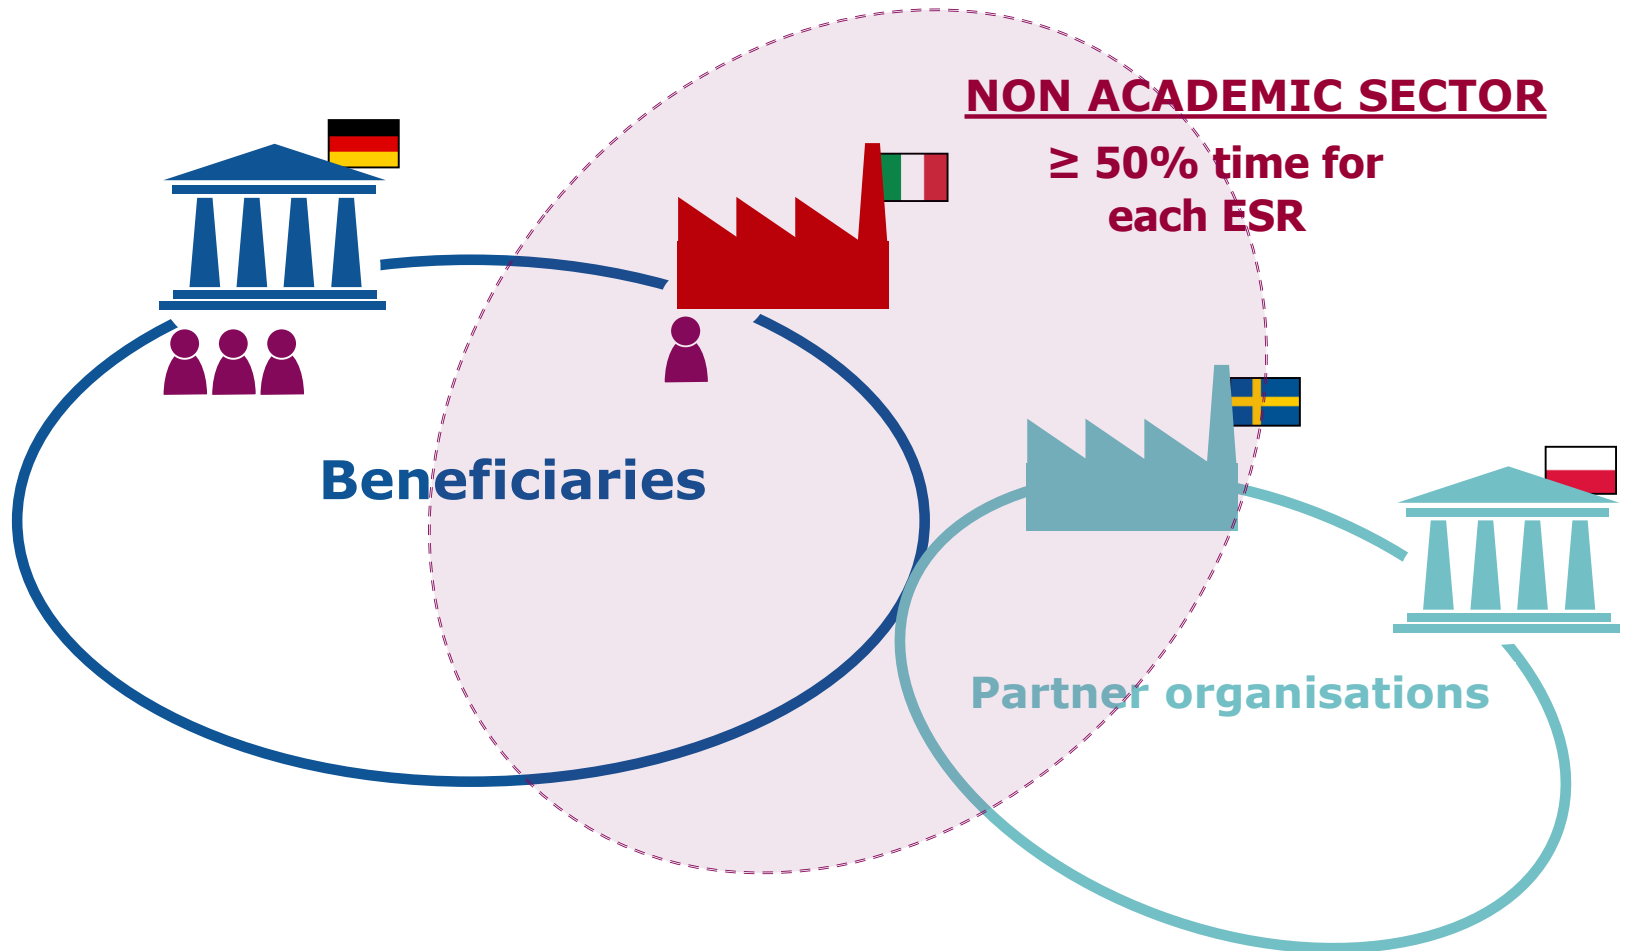 NON ACADEMIC SECTOR
≥ 50% time for
each ESR
Beneficiaries
Partner organisations